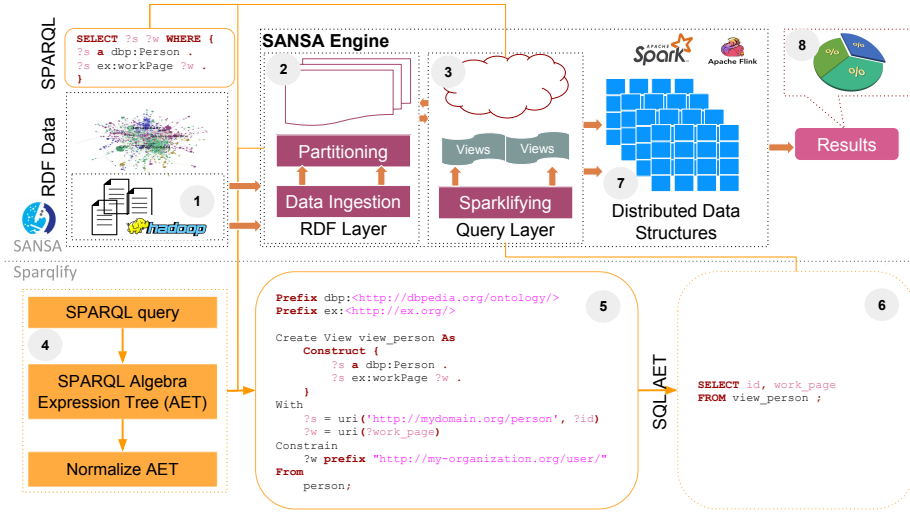 SPARQL
SELECT ?s ?w WHERE {
?s a dbp:Person .
?s ex:workPage ?w .
}
RDF Data
1
hadoop
SANSA
SANSA Engine
2
Partitioning
Data Ingestion
RDF Layer
3
Views
Views
Sparklifying
Query Layer
APACHE
Spark
Apache Flink
7
Distributed Data
Structures
8
%
%
%
Results
Sparqlify
4
SPARQL query
SPARQL Algebra
Expression Tree (AET)
Normalize AET
5
Prefix dbp:<http://dbpedia.org/ontology/>
Prefix ex:<http://ex.org/>
Create View view_person As
Construct {
?s a dbp:Person .
?s ex:workPage ?w .
}
With
?s = uri('http://mydomain.org/person', ?id)
?w = uri(?work_page)
Constrain
?w prefix "http://my-organization.org/user/"
From
person;
SQL AET
6
SELECT id, work_page
FROM view_person ;